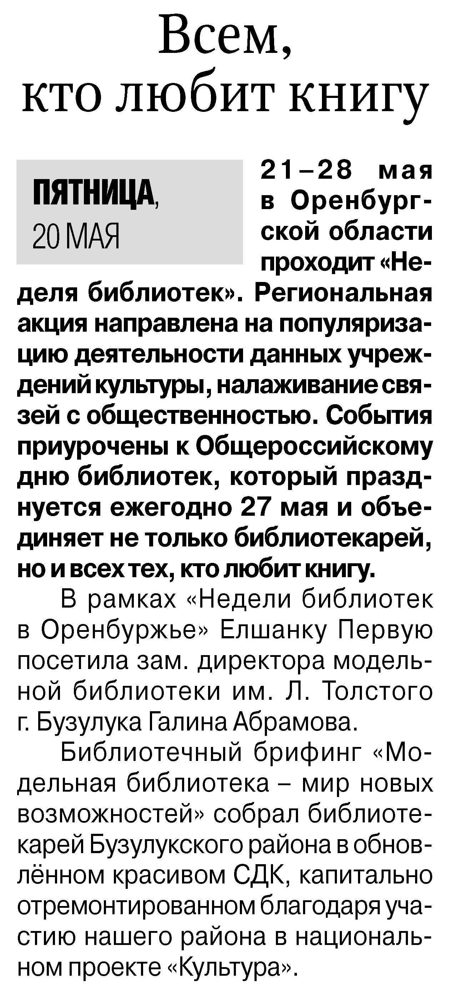 Всем,
кто любит книгу
ПЯТНИЦА,
20 МАЯ
21–28 мая
в Оренбург-
ской области
проходит «Не-
деля библиотек». Региональная
акция направлена на популяриза-
цию деятельности данных учреж-
дений культуры, налаживание свя-
зей с общественностью. События
приурочены к Общероссийскому
дню библиотек, который празд-
нуется ежегодно 27 мая и объе-
диняет не только библиотекарей,
но и всех тех, кто любит книгу.
В рамках «Недели библиотек
в Оренбуржье» Елшанку Первую
посетила зам. директора модель-
ной библиотеки им. Л. Толстого
г. Бузулука Галина Абрамова.
Библиотечный брифинг «Мо-
дельная библиотека – мир новых
возможностей» собрал библиоте-
карей Бузулукского района в обнов-
лённом красивом СДК, капитально
отремонтированном благодаря уча-
стию нашего района в националь-
ном проекте «Культура».